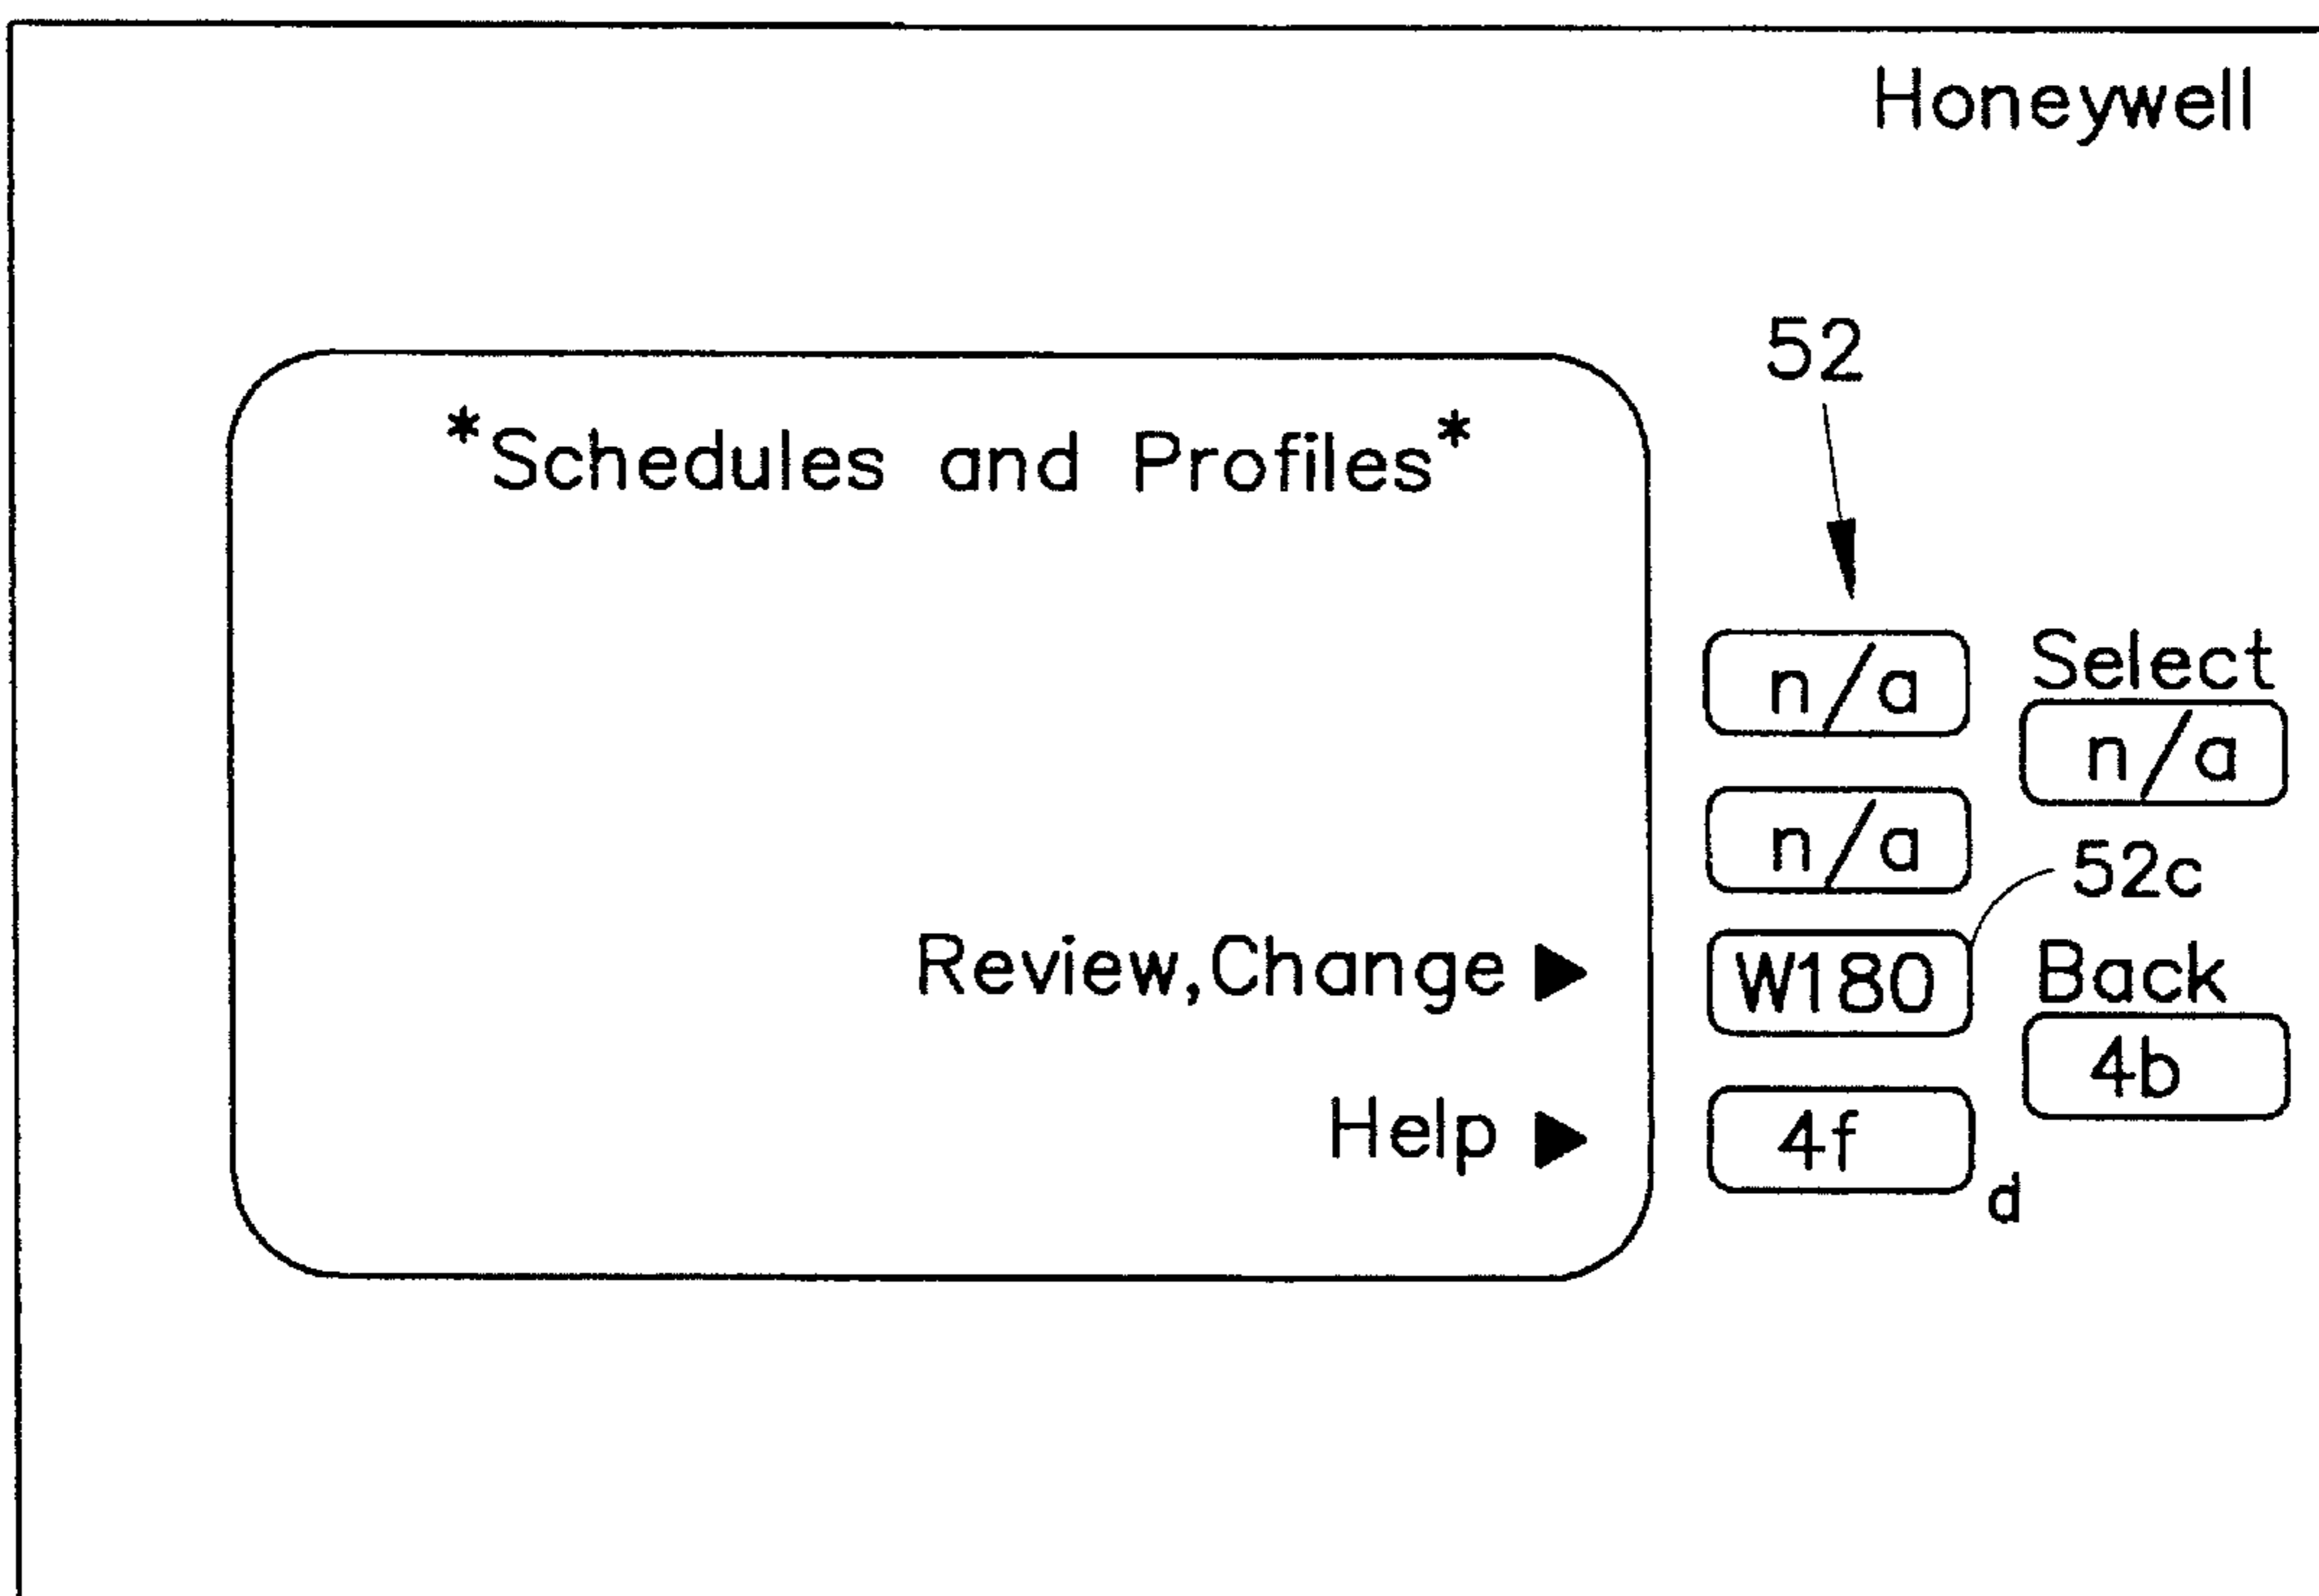 Honeywell
52
*Schedules and Profiles*
n/a
Select
n/a
n/a
52c
Review,Change ▶ W180
Back
4b
Help ▶ 4f
d